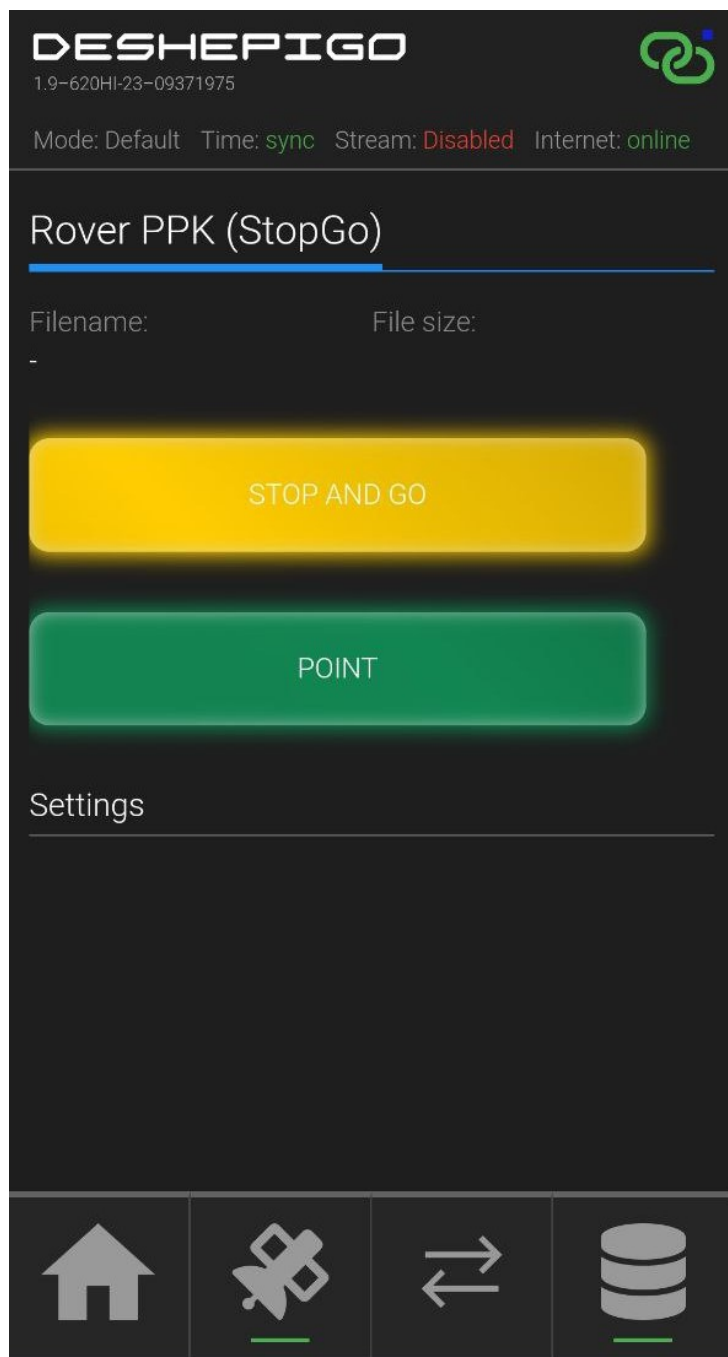 DESHEPIGO
1.9-620HI-23-09371975
Mode: Default Time: sync Stream: Disabled Internet: online
Rover PPK (StopGo)
Filename: File size:
-
STOP AND GO
POINT
Settings